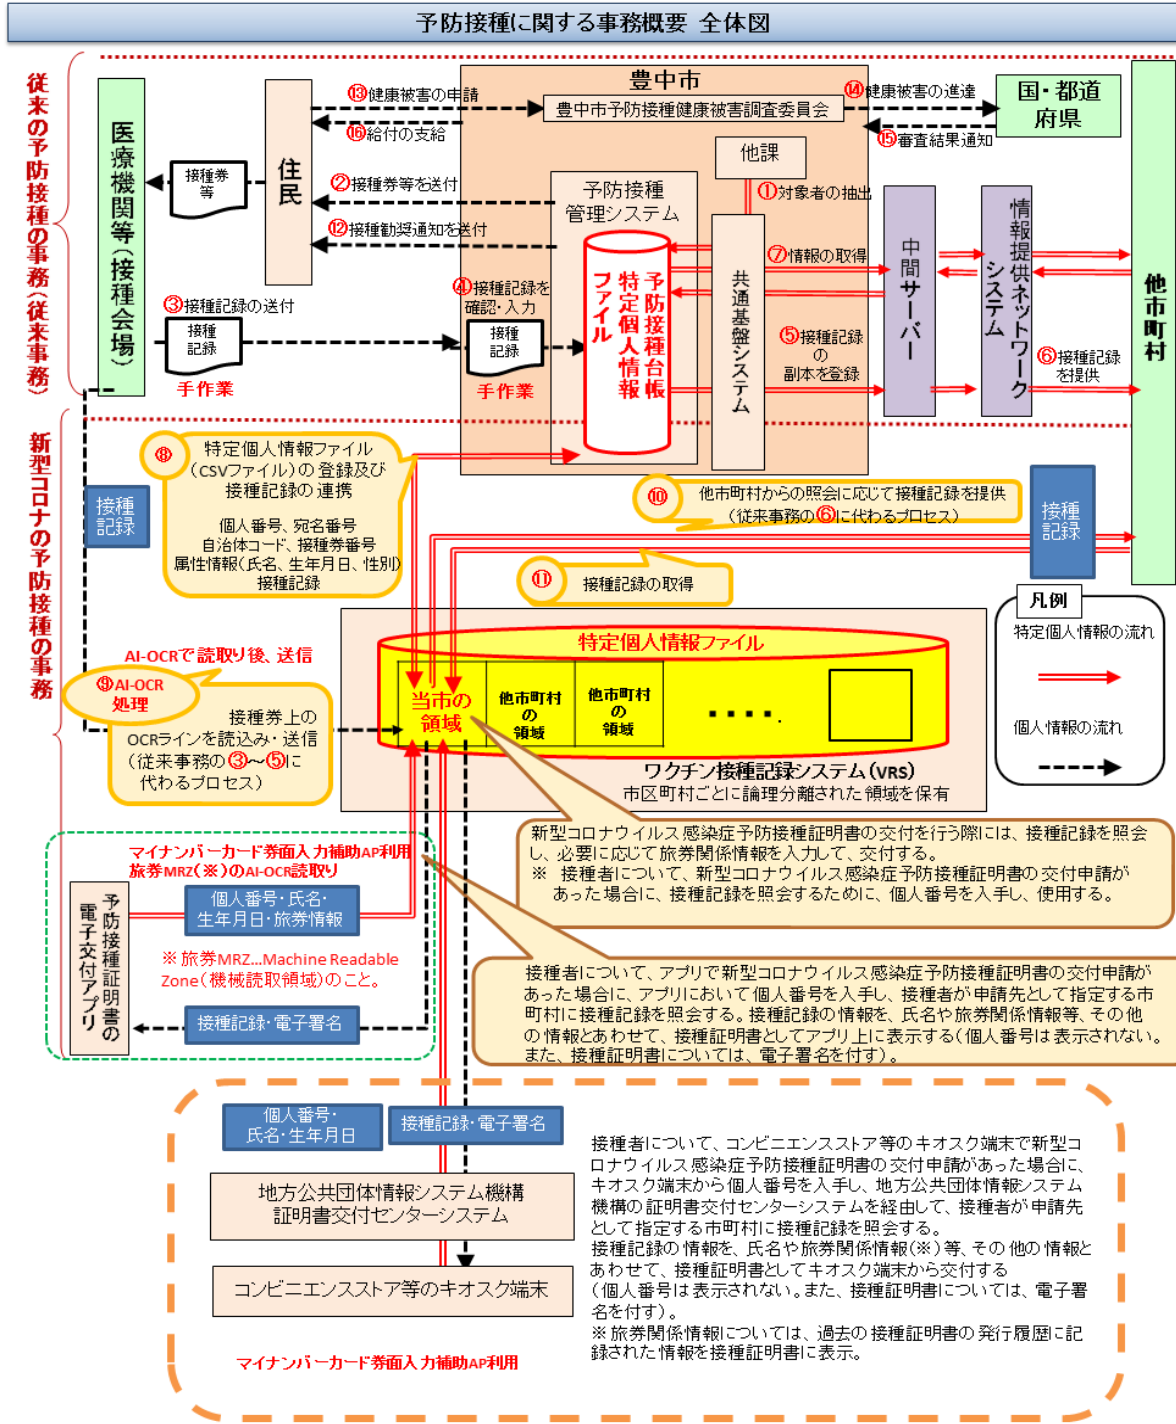 予防接種に関する事務概要 全体図
従来の予防接種の事務(従来事務)
医療機関等(接種会場)
接種券
等
住民
⑬健康被害の申請
⑯給付の支給
②接種券等を送付
⑫接種勧奨通知を送付
③接種記録の送付
接種
記録
手作業
豊中市
豊中市予防接種健康被害調査委員会
⑭健康被害の進達
⑮審査結果通知
国・都道
府県
他課
①対象者の抽出
予防接種
管理システム
予防接種台帳
特定個人情報
ファイル
④接種記録を
確認・入力
接種
記録
手作業
共通基盤システム
⑦情報の取得
⑤接種記録
の
副本を登録
中間サーバー
情報提供ネットワーク
システム
⑥接種記録
を提供
他市町村
新型コロナの予防接種の事務
接種
記録
⑧
特定個人情報ファイル
(CSVファイル)の登録及び
接種記録の連携
個人番号、宛名番号
自治体コード、接種券番号
属性情報(氏名、生年月日、性別)
接種記録
⑩
他市町村からの照会に応じて接種記録を提供
(従来事務の⑥に代わるプロセス)
接種
記録
⑪
接種記録の取得
凡例
特定個人情報の流れ
個人情報の流れ
AI-OCRで読取り後、送信
⑨AI-OCR
処理
接種券上の
OCRラインを読込み・送信
(従来事務の③～⑤に
代わるプロセス)
特定個人情報ファイル
当市の
領域
他市町村
の
領域
他市町村
の
領域
・・・・.
ワクチン接種記録システム(VRS)
市区町村ごとに論理分離された領域を保有
新型コロナウイルス感染症予防接種証明書の交付を行う際には、接種記録を照会
し、必要に応じて旅券関係情報を入力して、交付する。
※ 接種者について、新型コロナウイルス感染症予防接種証明書の交付申請が
あった場合に、接種記録を照会するために、個人番号を入手し、使用する。
マイナンバーカード券面入力補助AP利用
旅券MRZ(※)のAI-OCR読取り
予防接種証明書の
電子交付アプリ
個人番号・氏名・
生年月日・旅券情報
※旅券MRZ…Machine Readable
Zone(機械読取領域)のこと。
接種記録・電子署名
接種者について、アプリで新型コロナウイルス感染症予防接種証明書の交付申請が
あった場合に、アプリにおいて個人番号を入手し、接種者が申請先として指定する市
町村に接種記録を照会する。接種記録の情報を、氏名や旅券関係情報等、その他
の情報とあわせて、接種証明書としてアプリ上に表示する(個人番号は表示されない。
また、接種証明書については、電子署名を付す)。
個人番号・
氏名・生年月日
接種記録・電子署名
地方公共団体情報システム機構
証明書交付センターシステム
コンビニエンスストア等のキオスク端末
マイナンバーカード券面入力補助AP利用
接種者について、コンビニエンスストア等のキオスク端末で新型コ
ロナウイルス感染症予防接種証明書の交付申請があった場合に、
キオスク端末から個人番号を入手し、地方公共団体情報システム
機構の証明書交付センターシステムを経由して、接種者が申請先
として指定する市町村に接種記録を照会する。
接種記録の情報を、氏名や旅券関係情報(※)等、その他の情報と
あわせて、接種証明書としてキオスク端末から交付する
(個人番号は表示されない。また、接種証明書については、電子署
名を付す)。
※旅券関係情報については、過去の接種証明書の発行履歴に記
録された情報を接種証明書に表示。